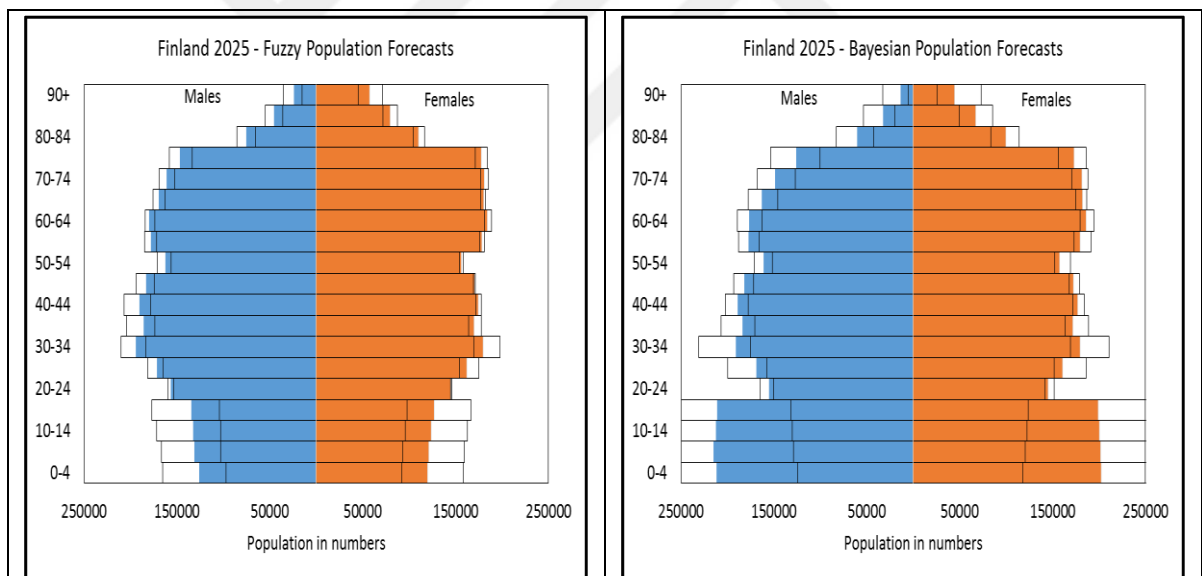 Finland 2025 - Fuzzy Population Forecasts
90+
Males
Females
80-84
70-74
60-64
50-54
40-44
30-34
20-24
10-14
0-4
250000 150000 50000 50000 150000 250000
Population in numbers
Finland 2025 - Bayesian Population Forecasts
90+
Males
Females
80-84
70-74
60-64
50-54
40-44
30-34
20-24
10-14
0-4
250000 150000 50000 50000 150000 250000
Population in numbers